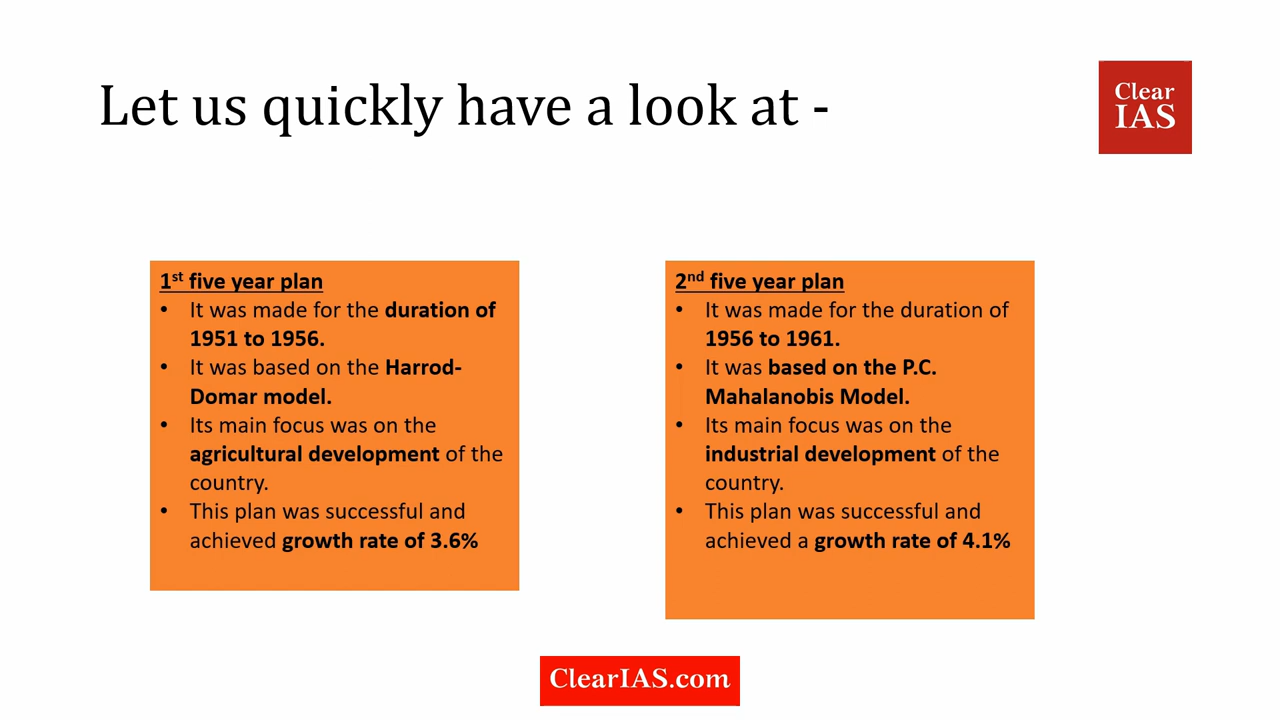 Let us quickly have a look at -
Clear
IAS
1st five year plan
• It was made for the duration of
1951 to 1956.
• It was based on the Harrod-
Domar model.
• Its main focus was on the
agricultural development of the
country.
• This plan was successful and
achieved growth rate of 3.6%
2nd five year plan
• It was made for the duration of
1956 to 1961.
• It was based on the P.C.
Mahalanobis Model.
• Its main focus was on the
industrial development of the
country.
• This plan was successful and
achieved a growth rate of 4.1%
ClearIAS.com